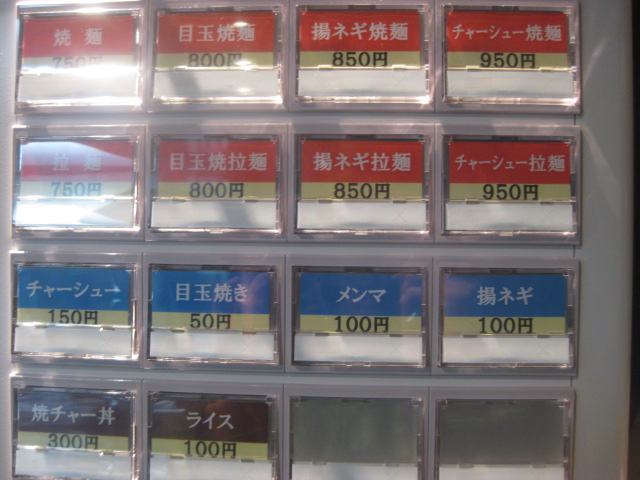 焼麺
750円
目玉焼麺
800円
揚ネギ焼麺
850円
チャーシュー焼麺
950円
拉麺
750円
目玉焼拉麺
800円
揚ネギ拉麺
850円
チャーシュー拉麺
950円
チャーシュー
150円
目玉焼き
50円
メンマ
100円
揚ネギ
100円
焼チャー丼
300円
ライス
100円